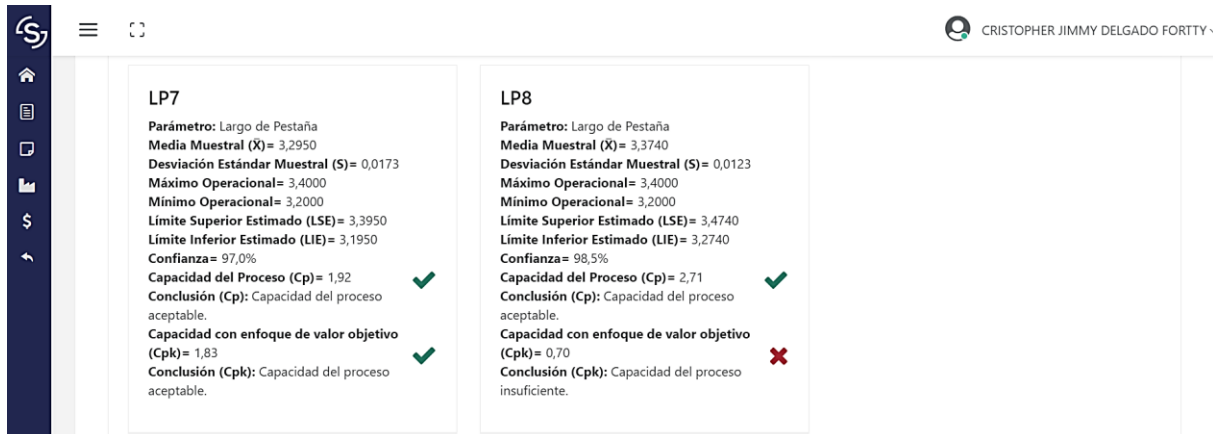 CRISTOPHER JIMMY DELGADO FORTTY
LP7
Parámetro: Largo de Pestaña
Media Muestral (X̄)= 3,2950
Desviación Estándar Muestral (S)= 0,0173
Máximo Operacional= 3,4000
Mínimo Operacional= 3,2000
Límite Superior Estimado (LSE)= 3,3950
Límite Inferior Estimado (LIE)= 3,1950
Confianza= 97,0%
Capacidad del Proceso (Cp)= 1,92
Conclusión (Cp): Capacidad del proceso
aceptable.
Capacidad con enfoque de valor objetivo
(Cpk)= 1,83
Conclusión (Cpk): Capacidad del proceso
aceptable.
LP8
Parámetro: Largo de Pestaña
Media Muestral (X̄)= 3,3740
Desviación Estándar Muestral (S)= 0,0123
Máximo Operacional= 3,4000
Mínimo Operacional= 3,2000
Límite Superior Estimado (LSE)= 3,4740
Límite Inferior Estimado (LIE)= 3,2740
Confianza= 98,5%
Capacidad del Proceso (Cp)= 2,71
Conclusión (Cp): Capacidad del proceso
aceptable.
Capacidad con enfoque de valor objetivo
(Cpk)= 0,70
Conclusión (Cpk): Capacidad del proceso
insuficiente.